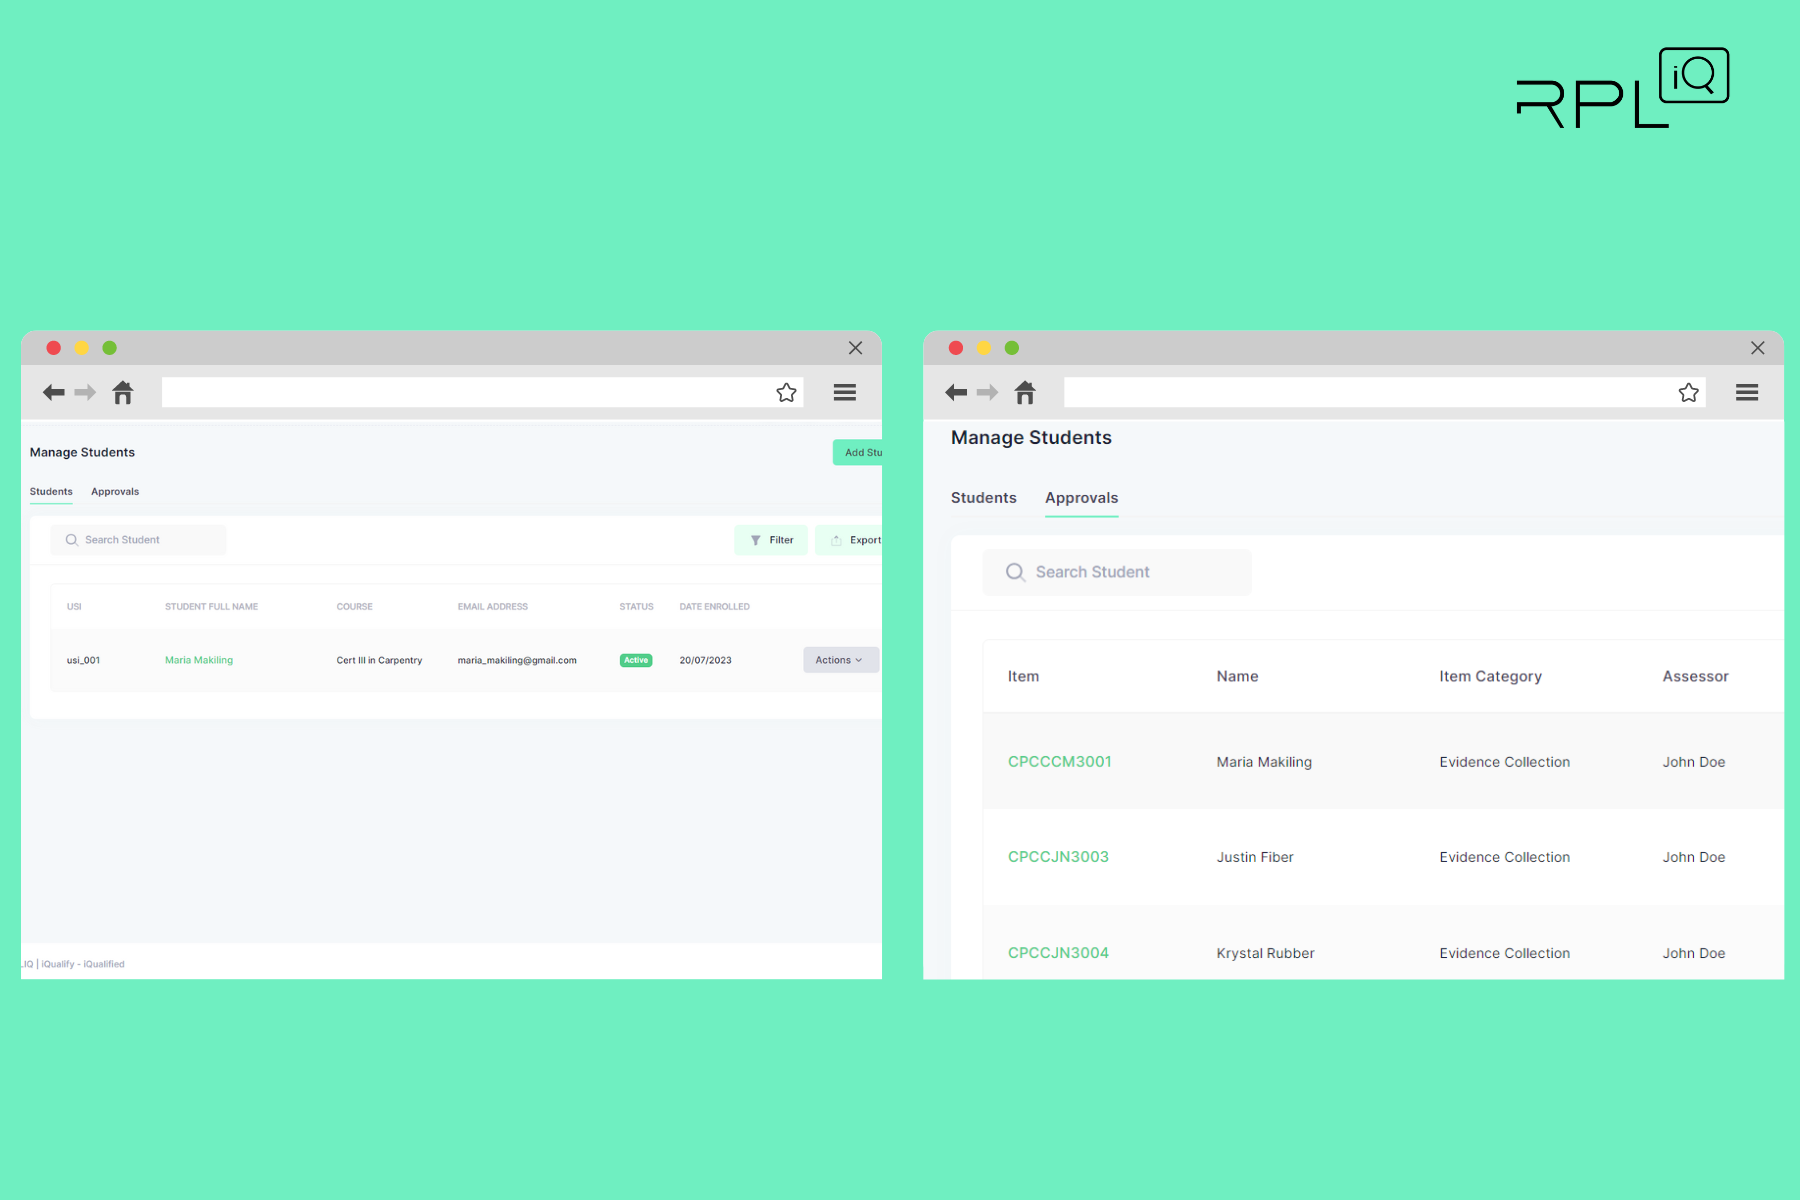 RPL iQ
Manage Students
Add Stu
Students Approvals
Search Student
Filter
Export
USI STUDENT FULL NAME COURSE EMAIL ADDRESS STATUS DATE ENROLLED
usi_001 Maria Makiling Cert III in Carpentry maria_makiling@gmail.com Active 20/07/2023 Actions
.IQ | iQualify - iQualified
Manage Students
Students Approvals
Search Student
Item Name Item Category Assessor
CPCCCM3001 Maria Makiling Evidence Collection John Doe
CPCCJN3003 Justin Fiber Evidence Collection John Doe
CPCCJN3004 Krystal Rubber Evidence Collection John Doe